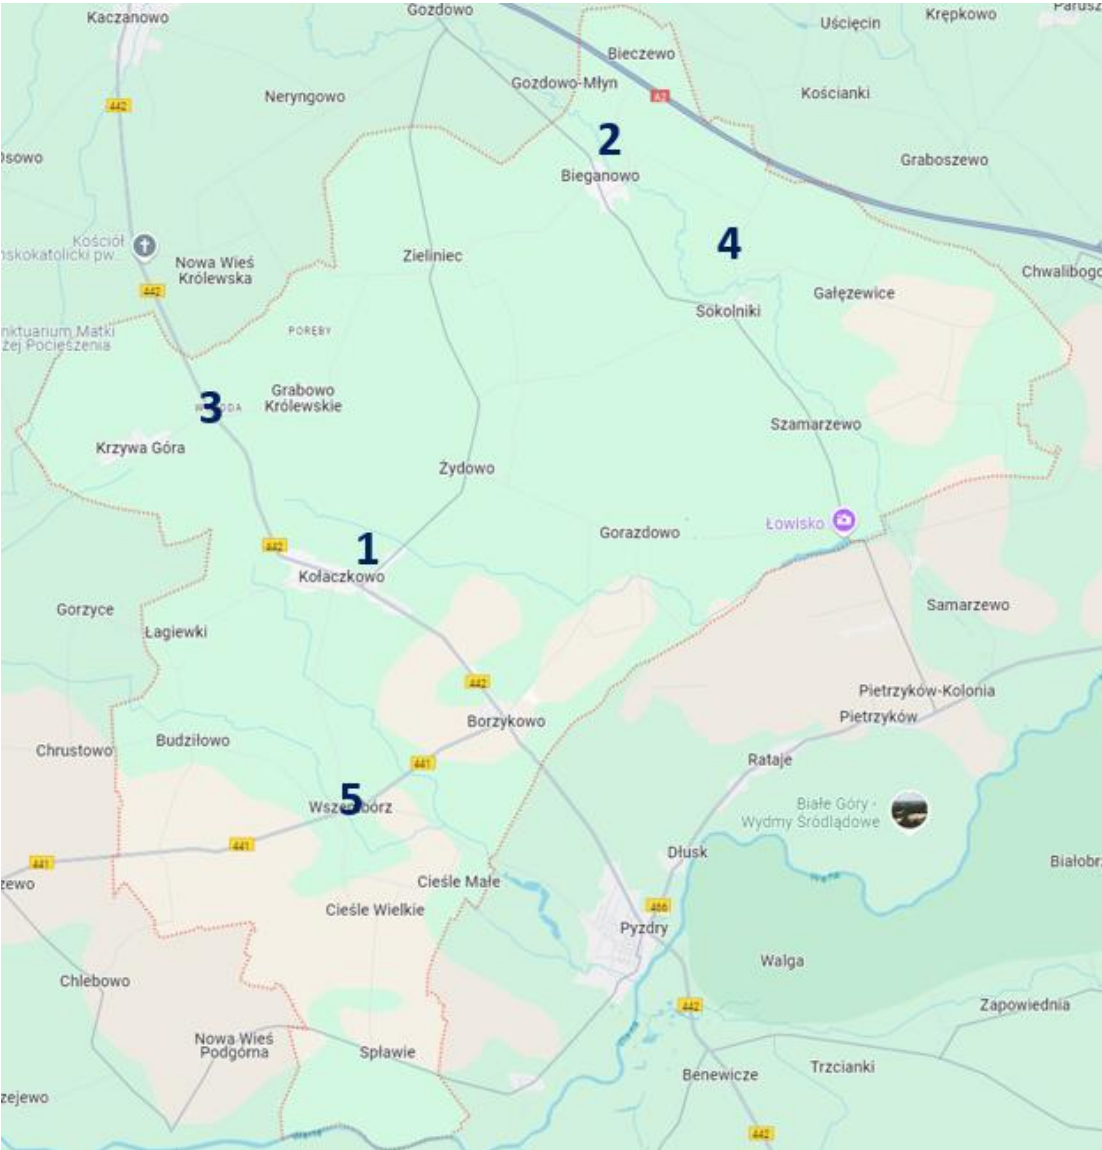 Kaczanowo
Gozdowo
Uścięcin
Krępkowo
Bieczewo
Gozdowo-Młyn
Neryngowo
A2
Kościanki
442
2
Graboszewo
Bieganowo
Kościół
4
Zieliniec
Nowa Wieś
Królewska
442
Gałęzewice
Sokolniki
PORĘBY
Grabowo
Królewskie
3
Szamarzewo
Krzywa Góra
Żydowo
Łowisko
Gorazdowo
442
1
Kołaczkowo
Gorzyce
Samarzewo
Łagiewki
442
Pietrzyków-Kolonia
Pietrzyków
Borzykowo
Budziłowo
Chrustowo
441
Rataje
5
Białe Góry -
Wydmy Śródlądowe
441
Dłusk
441
Cieśle Małe
Cieśle Wielkie
466
Pyzdry
Walga
Chlebowo
442
Zapowiednia
Nowa Wieś
Podgórna
Spławie
Trzcianki
Benewicze
442
Warta